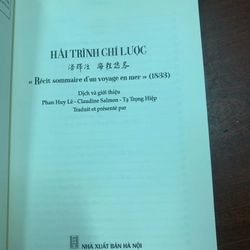 HẢI TRÌNH CHÍ LƯỢC
« Récit sommaire d'un voyage en mer » (1833)
Dịch và giới thiệu
Phan Huy Lê - Claudine Salmon - Tạ Trọng Hiệp
Traduit et présenté par
NHÀ XUẤT BẢN HÀ NỘI